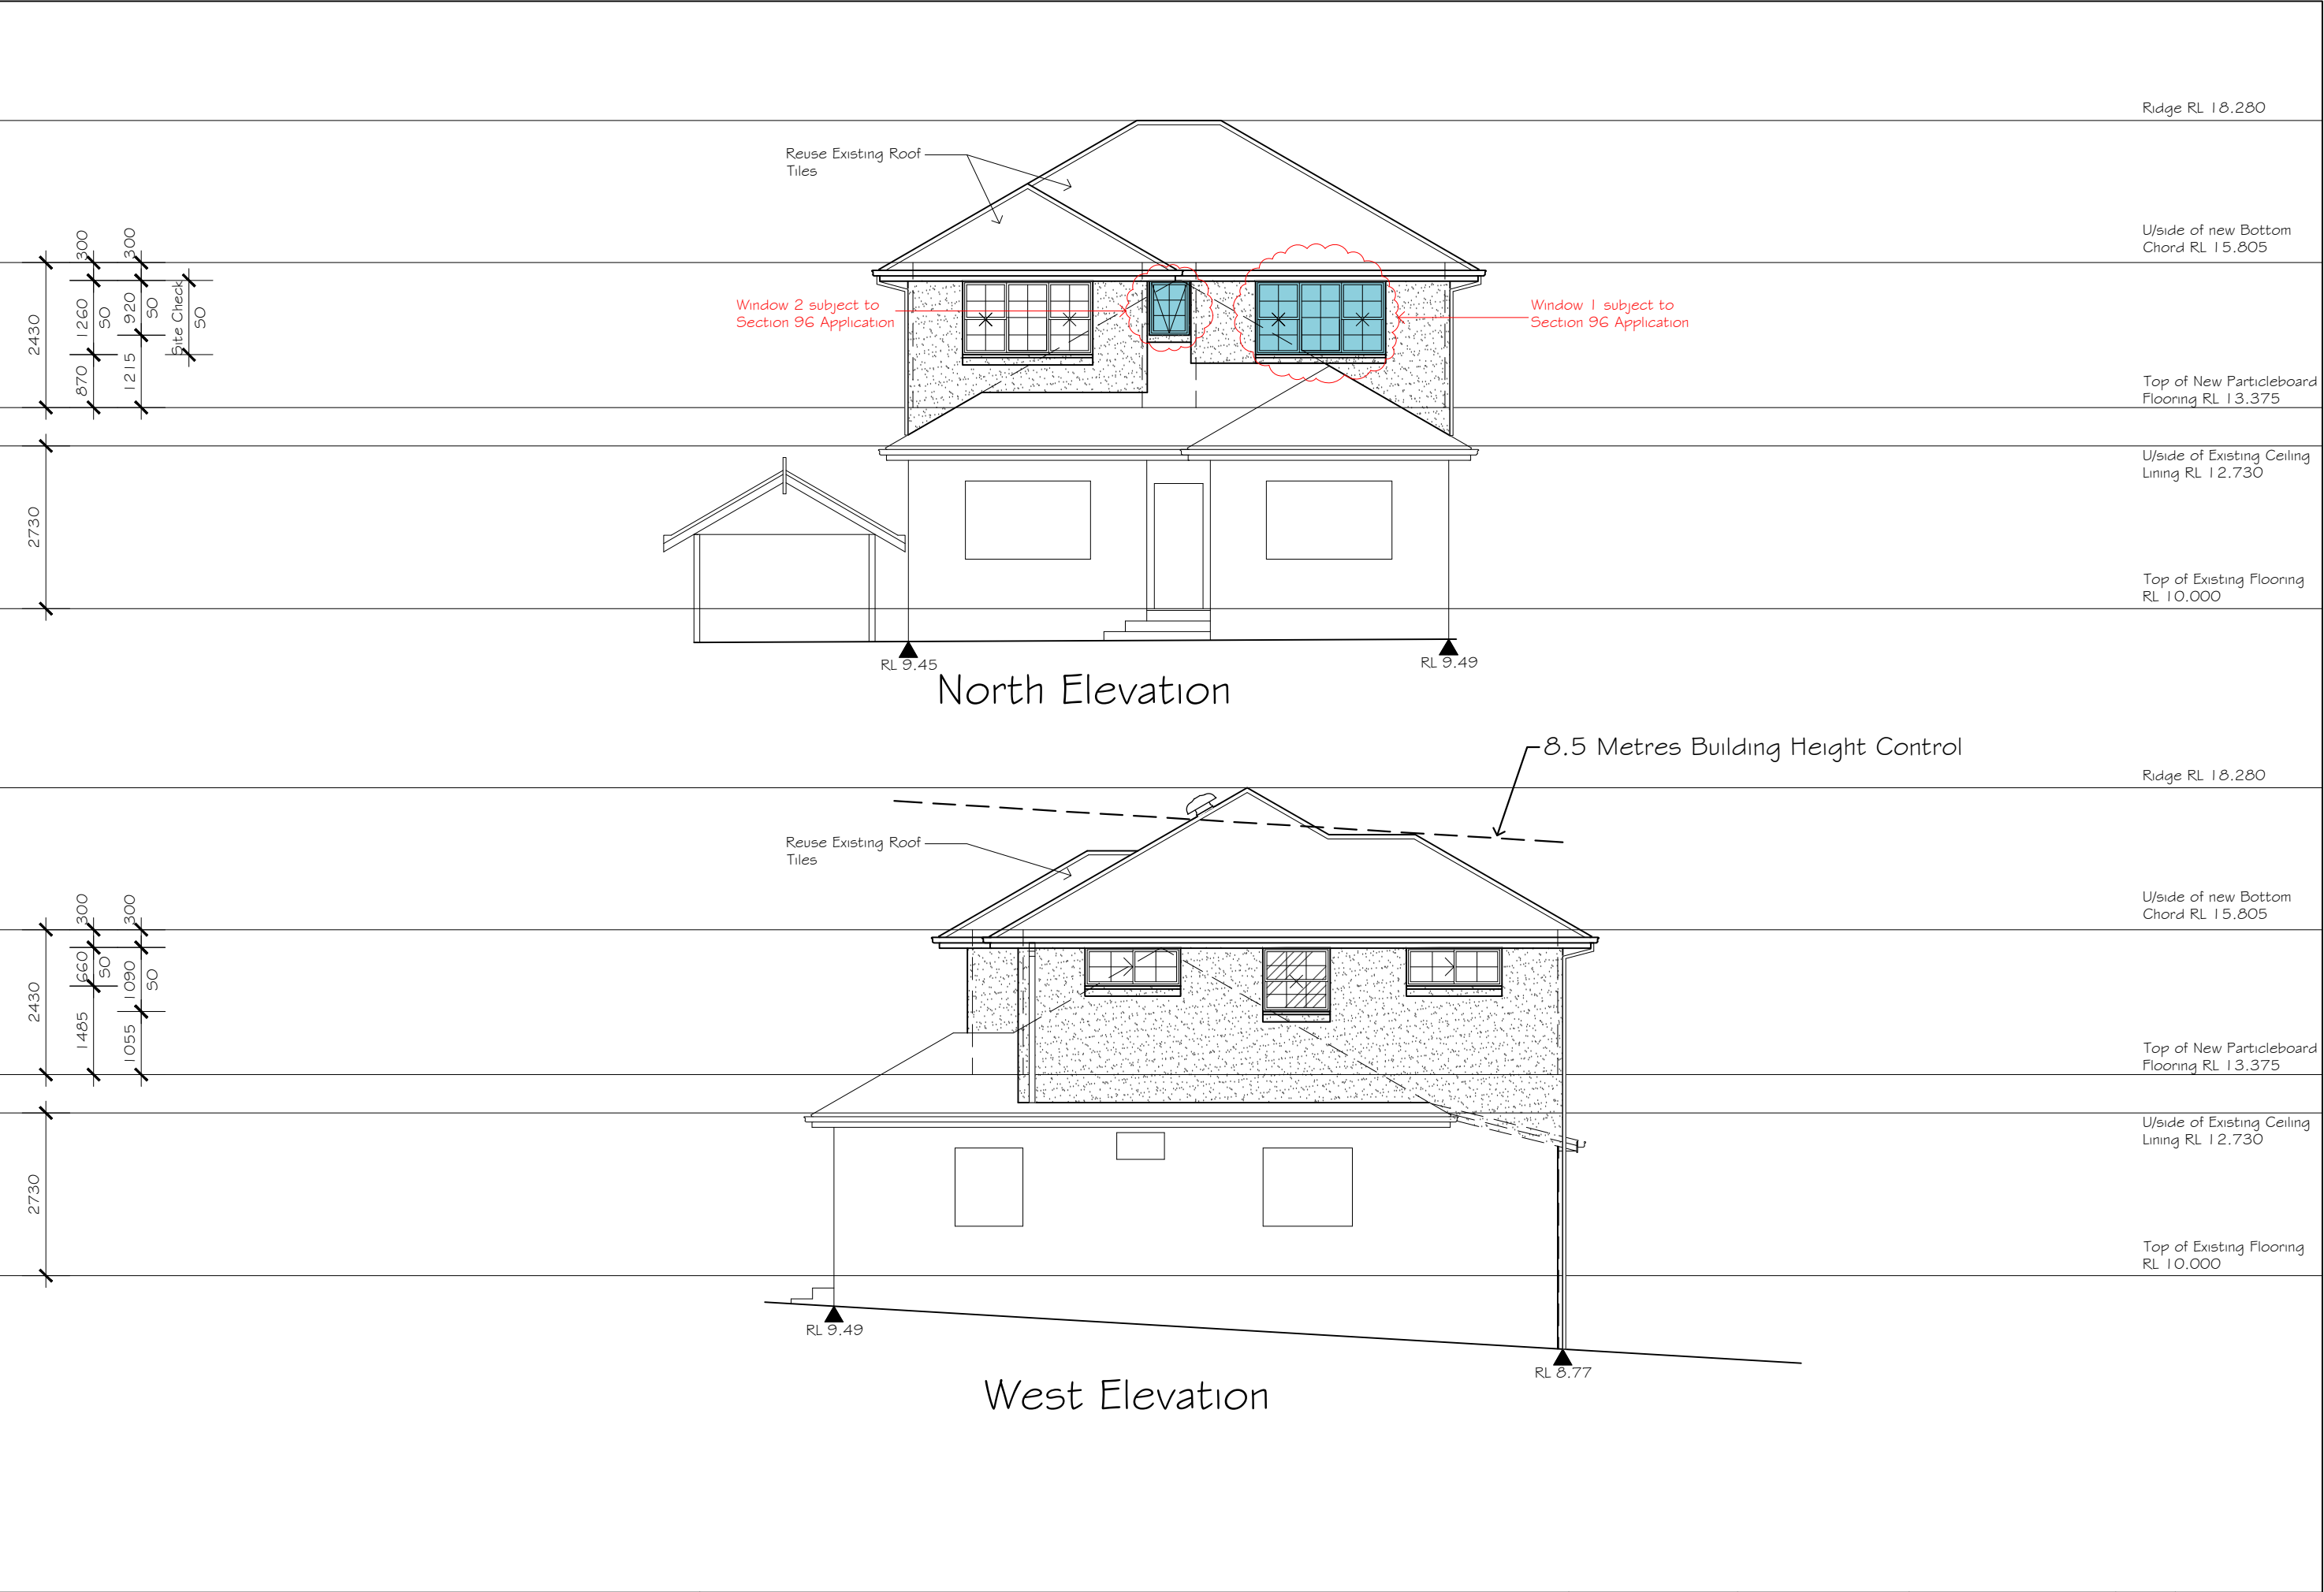 Ridge RL 18.280
Reuse Existing Roof
Tiles
U/side of new Bottom
Chord RL 15.805
300
300
2430
1260
50
920
50
Site Check
50
870
1215
Window 2 subject to
Section 96 Application
Window 1 subject to
Section 96 Application
Top of New Particleboard
Flooring RL 13.375
U/side of Existing Ceiling
Lining RL 12.730
2730
Top of Existing Flooring
RL 10.000
RL 9.45
RL 9.49
North Elevation
8.5 Metres Building Height Control
Ridge RL 18.280
Reuse Existing Roof
Tiles
U/side of new Bottom
Chord RL 15.805
300
300
2430
660
50
1090
50
1485
1055
Top of New Particleboard
Flooring RL 13.375
U/side of Existing Ceiling
Lining RL 12.730
2730
Top of Existing Flooring
RL 10.000
RL 9.49
RL 8.77
West Elevation